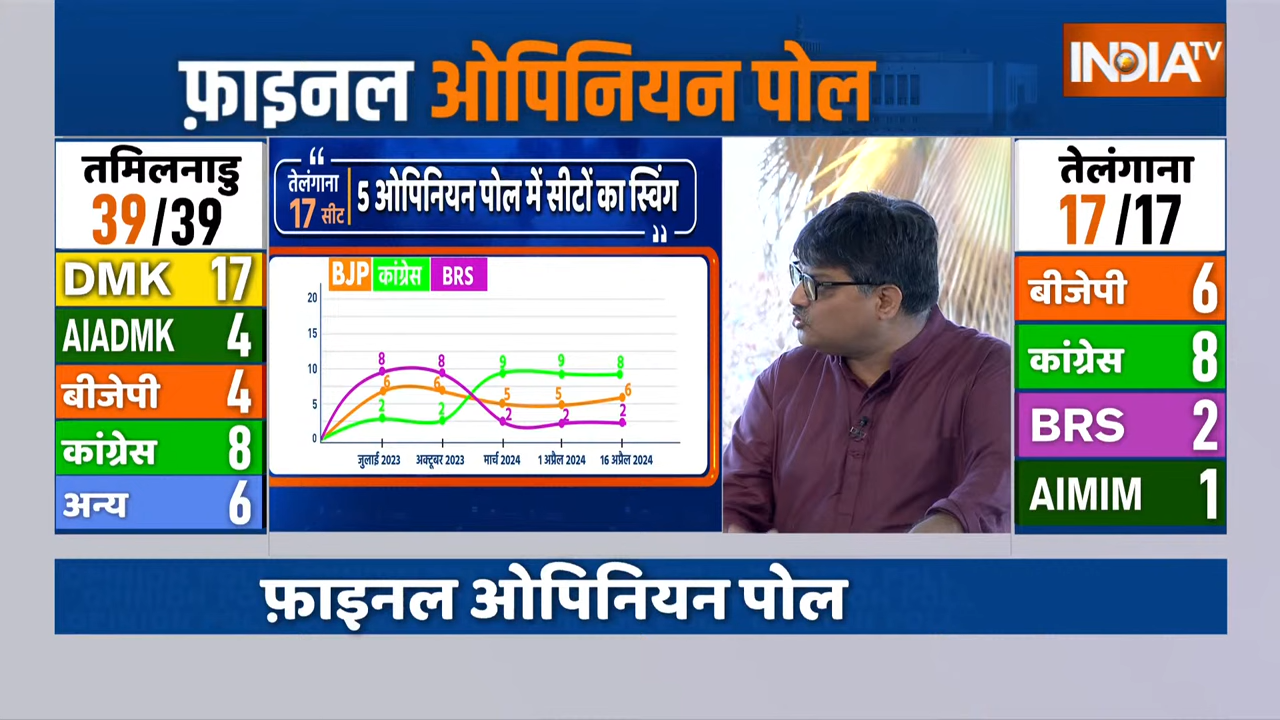 फ़ाइनल ओपिनियन पोल
INDIA TV
तमिलनाडु
39/39
DMK 17
AIADMK 4
बीजेपी 4
कांग्रेस 8
अन्य 6
“
तेलंगाना
17 सीट
5 ओपिनियन पोल में सीटों का स्विंग
”
BJP कांग्रेस BRS
20
15
10
5
0
8 8 2 2 2
6 6 5 5 6
2 2 9 9 8
जुलाई 2023 अक्टूबर 2023 मार्च 2024 1 अप्रैल 2024 16 अप्रैल 2024
तेलंगाना
17/17
बीजेपी 6
कांग्रेस 8
BRS 2
AIMIM 1
फ़ाइनल ओपिनियन पोल